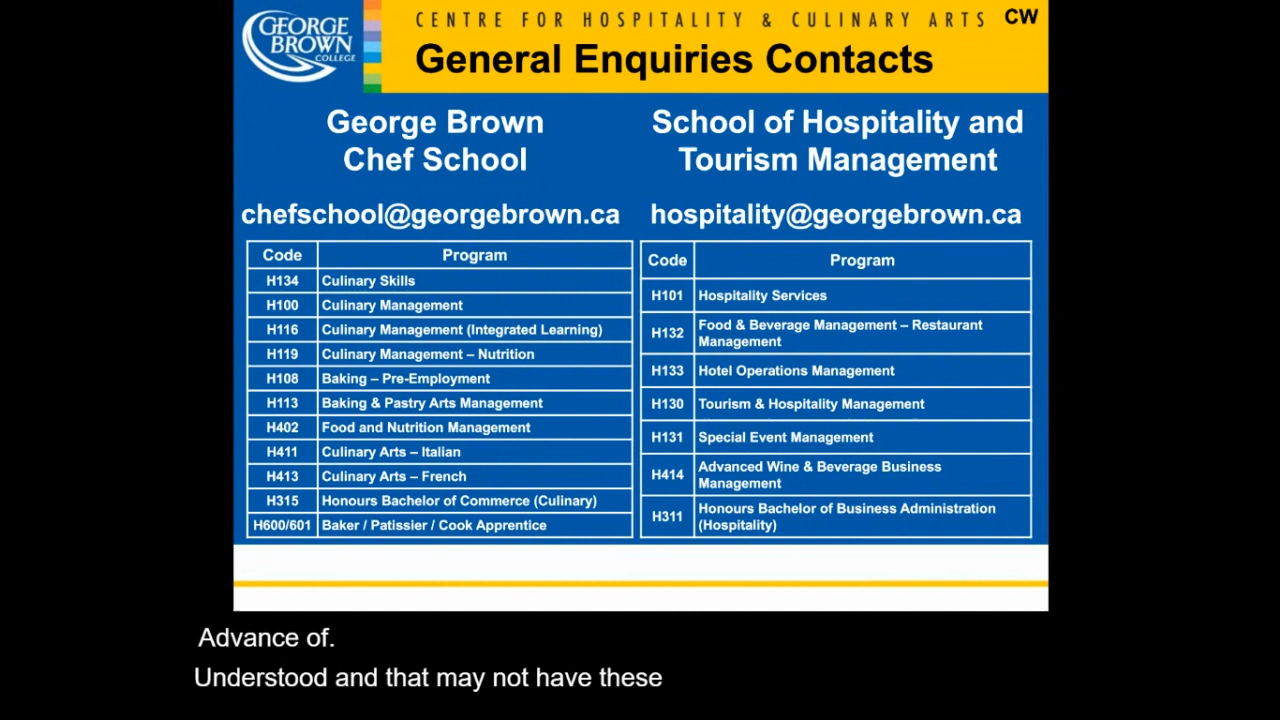 GEORGE
BROWN
COLLEGE
CENTRE FOR HOSPITALITY & CULINARY ARTS
CW
General Enquiries Contacts
George Brown
Chef School
chefschool@georgebrown.ca
Code Program
H134 Culinary Skills
H100 Culinary Management
H116 Culinary Management (Integrated Learning)
H119 Culinary Management – Nutrition
H108 Baking – Pre-Employment
H113 Baking & Pastry Arts Management
H402 Food and Nutrition Management
H411 Culinary Arts – Italian
H413 Culinary Arts – French
H315 Honours Bachelor of Commerce (Culinary)
H600/601 Baker / Patissier / Cook Apprentice
School of Hospitality and
Tourism Management
hospitality@georgebrown.ca
Code Program
H101 Hospitality Services
H132 Food & Beverage Management – Restaurant
Management
H133 Hotel Operations Management
H130 Tourism & Hospitality Management
H131 Special Event Management
H414 Advanced Wine & Beverage Business
Management
H311 Honours Bachelor of Business Administration
(Hospitality)
Advance of.
Understood and that may not have these